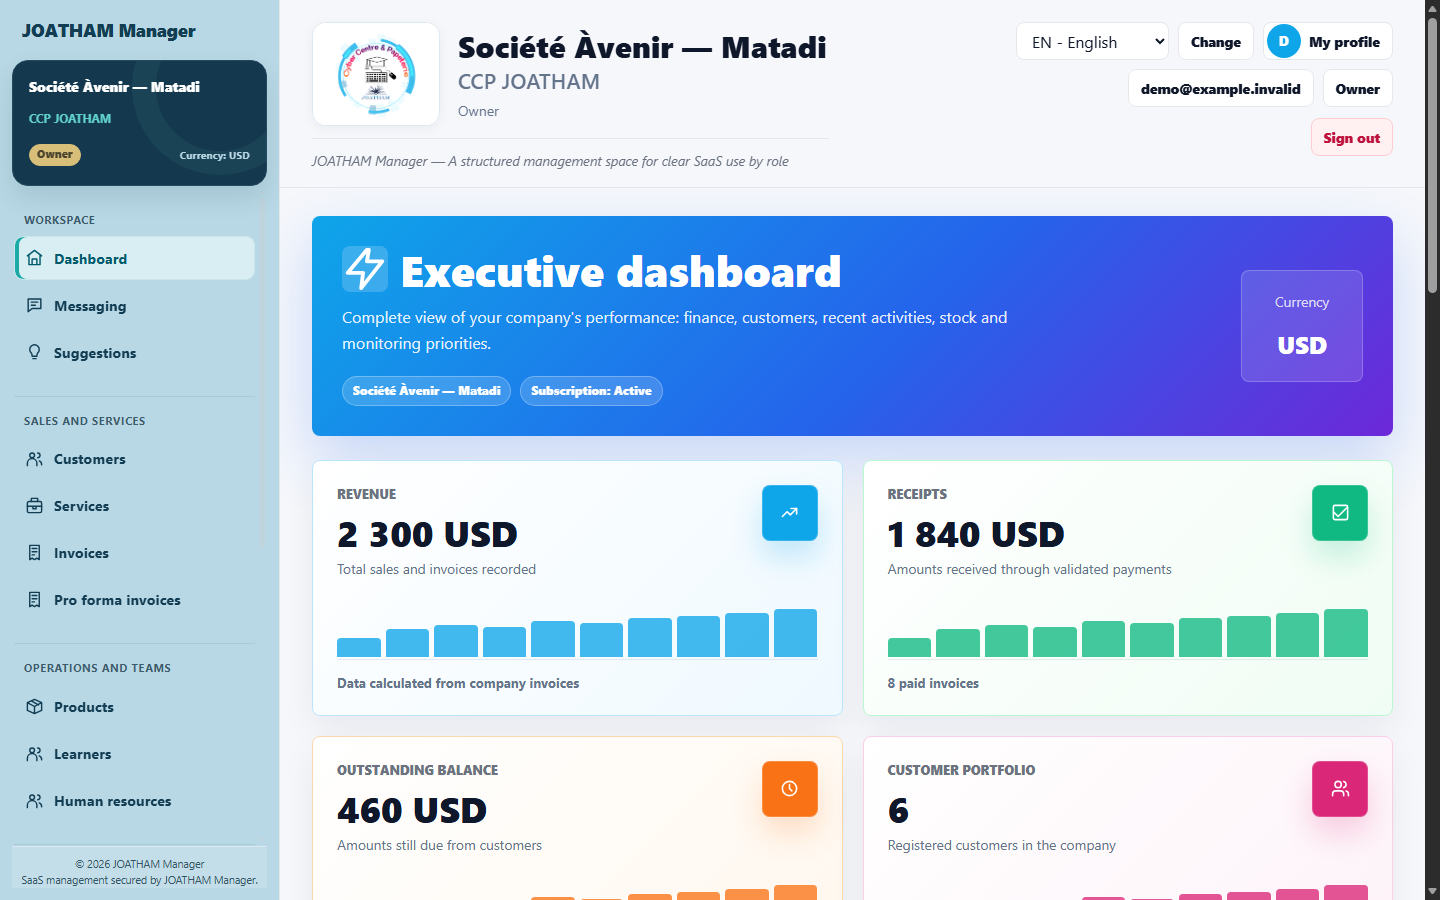 JOATHAM Manager
Société Àvenir — Matadi
CCP JOATHAM
Owner
Currency: USD
WORKSPACE
Dashboard
Messaging
Suggestions
SALES AND SERVICES
Customers
Services
Invoices
Pro forma invoices
OPERATIONS AND TEAMS
Products
Learners
Human resources
© 2026 JOATHAM Manager
SaaS management secured by JOATHAM Manager.
Cyber Centre & Papeterie
JOATHAM
Société Àvenir — Matadi
CCP JOATHAM
Owner
JOATHAM Manager — A structured management space for clear SaaS use by role
EN - English
Change
D
My profile
demo@example.invalid
Owner
Sign out
Executive dashboard
Complete view of your company's performance: finance, customers, recent activities, stock and
monitoring priorities.
Société Àvenir — Matadi
Subscription: Active
Currency
USD
REVENUE
2 300 USD
Total sales and invoices recorded
Data calculated from company invoices
RECEIPTS
1 840 USD
Amounts received through validated payments
8 paid invoices
OUTSTANDING BALANCE
460 USD
Amounts still due from customers
CUSTOMER PORTFOLIO
6
Registered customers in the company